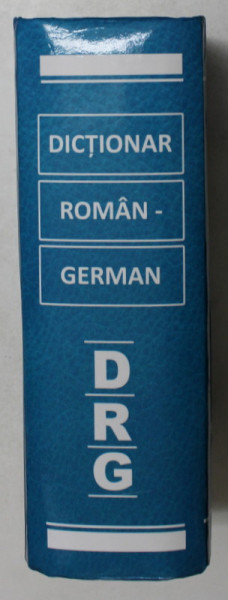 DICȚIONAR
ROMÂN -
GERMAN
D
R
G